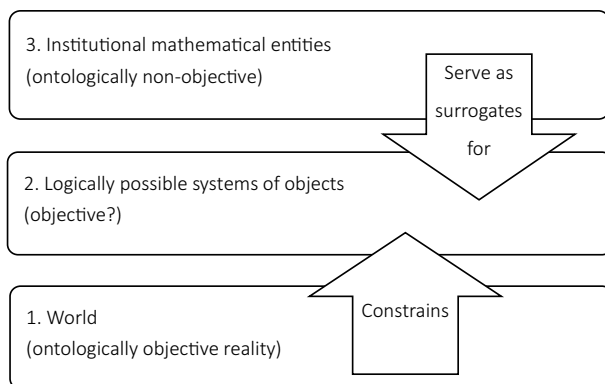 3. Institutional mathematical entities
(ontologically non-objective)
Serve as
surrogates
for
2. Logically possible systems of objects
(objective?)
1. World
(ontologically objective reality)
Constrains